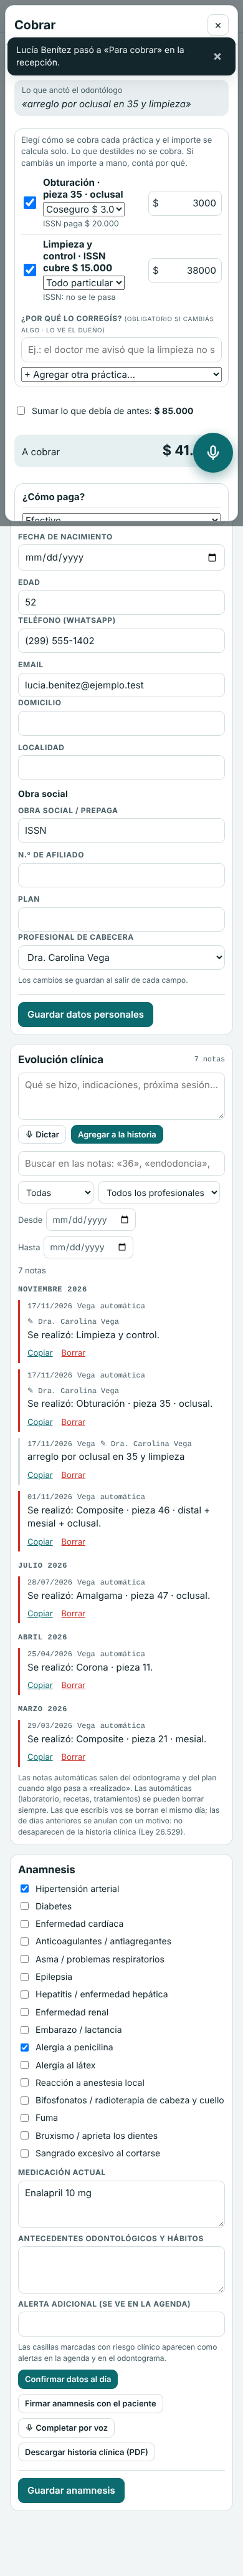 Cobrar
×
Lucía Benítez pasó a «Para cobrar» en la
recepción.
×
Lo que anotó el odontólogo
«arreglo por oclusal en 35 y limpieza»
Elegí cómo se cobra cada práctica y el importe se
calcula solo. Lo que destildes no se cobra. Si
cambiás un importe a mano, contá por qué.
Obturación ·
pieza 35 · oclusal
Coseguro $ 3.0
ISSN paga $ 20.000
$ 3000
Limpieza y
control · ISSN
cubre $ 15.000
Todo particular
ISSN: no se le pasa
$ 38000
¿POR QUÉ LO CORREGÍS? (OBLIGATORIO SI CAMBIÁS
ALGO · LO VE EL DUEÑO)
Ej.: el doctor me avisó que la limpieza no s
+ Agregar otra práctica...
Sumar lo que debía de antes: $ 85.000
A cobrar
$ 41.
¿Cómo paga?
Efectivo
FECHA DE NACIMIENTO
mm/dd/yyyy
EDAD
52
TELÉFONO (WHATSAPP)
(299) 555-1402
EMAIL
lucia.benitez@ejemplo.test
DOMICILIO
LOCALIDAD
Obra social
OBRA SOCIAL / PREPAGA
ISSN
N.º DE AFILIADO
PLAN
PROFESIONAL DE CABECERA
Dra. Carolina Vega
Los cambios se guardan al salir de cada campo.
Guardar datos personales
Evolución clínica
7 notas
Qué se hizo, indicaciones, próxima sesión...
Dictar
Agregar a la historia
Buscar en las notas: «36», «endodoncia»,
Todas
Todos los profesionales
Desde mm/dd/yyyy
Hasta mm/dd/yyyy
7 notas
NOVIEMBRE 2026
17/11/2026 Vega automática
✎ Dra. Carolina Vega
Se realizó: Limpieza y control.
Copiar Borrar
17/11/2026 Vega automática
✎ Dra. Carolina Vega
Se realizó: Obturación · pieza 35 · oclusal.
Copiar Borrar
17/11/2026 Vega ✎ Dra. Carolina Vega
arreglo por oclusal en 35 y limpieza
Copiar Borrar
01/11/2026 Vega automática
Se realizó: Composite · pieza 46 · distal +
mesial + oclusal.
Copiar Borrar
JULIO 2026
28/07/2026 Vega automática
Se realizó: Amalgama · pieza 47 · oclusal.
Copiar Borrar
ABRIL 2026
25/04/2026 Vega automática
Se realizó: Corona · pieza 11.
Copiar Borrar
MARZO 2026
29/03/2026 Vega automática
Se realizó: Composite · pieza 21 · mesial.
Copiar Borrar
Las notas automáticas salen del odontograma y del plan
cuando algo pasa a «realizado». Las automáticas
(laboratorio, recetas, tratamientos) se pueden borrar
siempre. Las que escribís vos se borran el mismo día; las
de días anteriores se anulan con un motivo: no
desaparecen de la historia clínica (Ley 26.529).
Anamnesis
Hipertensión arterial
Diabetes
Enfermedad cardíaca
Anticoagulantes / antiagregantes
Asma / problemas respiratorios
Epilepsia
Hepatitis / enfermedad hepática
Enfermedad renal
Embarazo / lactancia
Alergia a penicilina
Alergia al látex
Reacción a anestesia local
Bifosfonatos / radioterapia de cabeza y cuello
Fuma
Bruxismo / aprieta los dientes
Sangrado excesivo al cortarse
MEDICACIÓN ACTUAL
Enalapril 10 mg
ANTECEDENTES ODONTOLÓGICOS Y HÁBITOS
ALERTA ADICIONAL (SE VE EN LA AGENDA)
Las casillas marcadas con riesgo clínico aparecen como
alertas en la agenda y en el odontograma.
Confirmar datos al día
Firmar anamnesis con el paciente
Completar por voz
Descargar historia clínica (PDF)
Guardar anamnesis